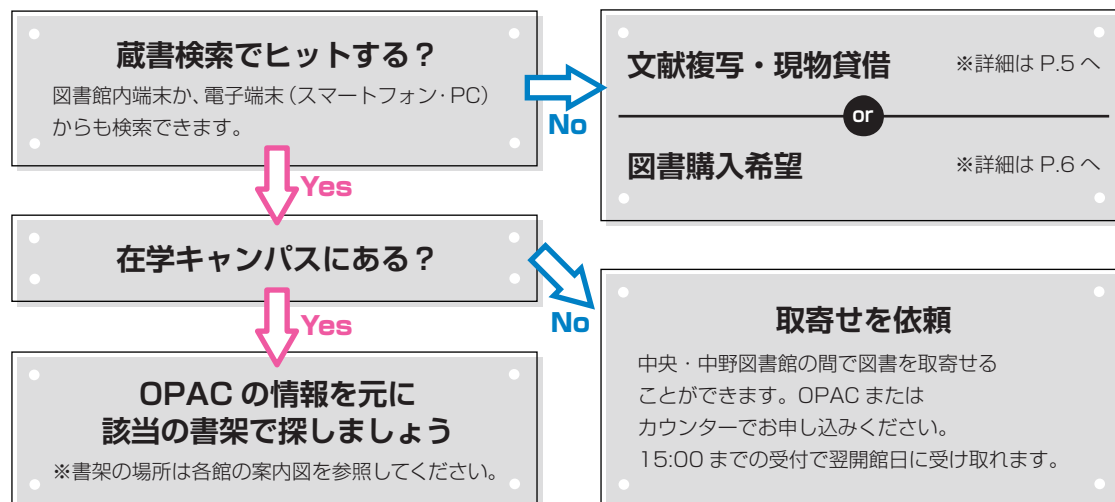 蔵書検索でヒットする？
図書館内端末か、電子端末（スマートフォン・PC）
からも検索できます。
No
文献複写・現物貸借 ※詳細は P.5 へ
or
図書購入希望 ※詳細は P.6 へ
Yes
在学キャンパスにある？
No
取寄せを依頼
中央・中野図書館の間で図書を取寄せる
ことができます。OPAC または
カウンターでお申し込みください。
15:00 までの受付で翌開館日に受け取れます。
Yes
OPAC の情報を元に
該当の書架で探しましょう
※書架の場所は各館の案内図を参照してください。